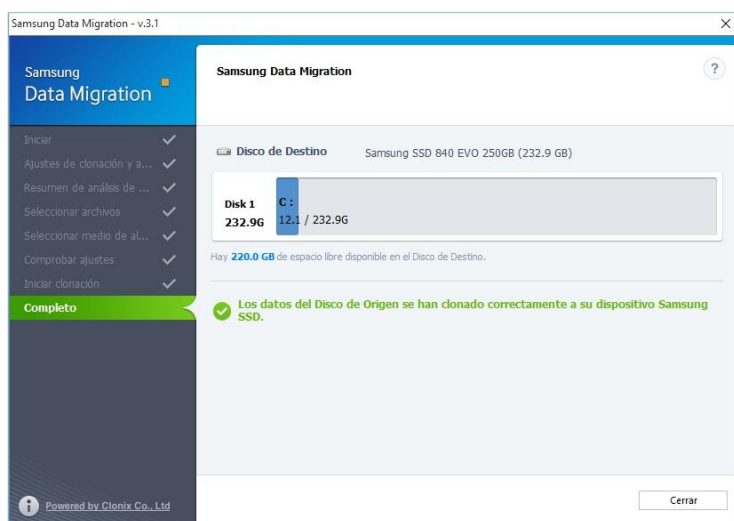 Samsung Data Migration - v.3.1
Samsung
Data Migration
Samsung Data Migration
?
Iniciar
Ajustes de clonación y a...
Resumen de análisis de ...
Seleccionar archivos
Seleccionar medio de al...
Comprobar ajustes
Iniciar clonación
Completo
Disco de Destino Samsung SSD 840 EVO 250GB (232.9 GB)
Disk 1
232.9G
C :
12.1 / 232.9G
Hay 220.0 GB de espacio libre disponible en el Disco de Destino.
Los datos del Disco de Origen se han clonado correctamente a su dispositivo Samsung
SSD.
Powered by Clonix Co., Ltd
Cerrar